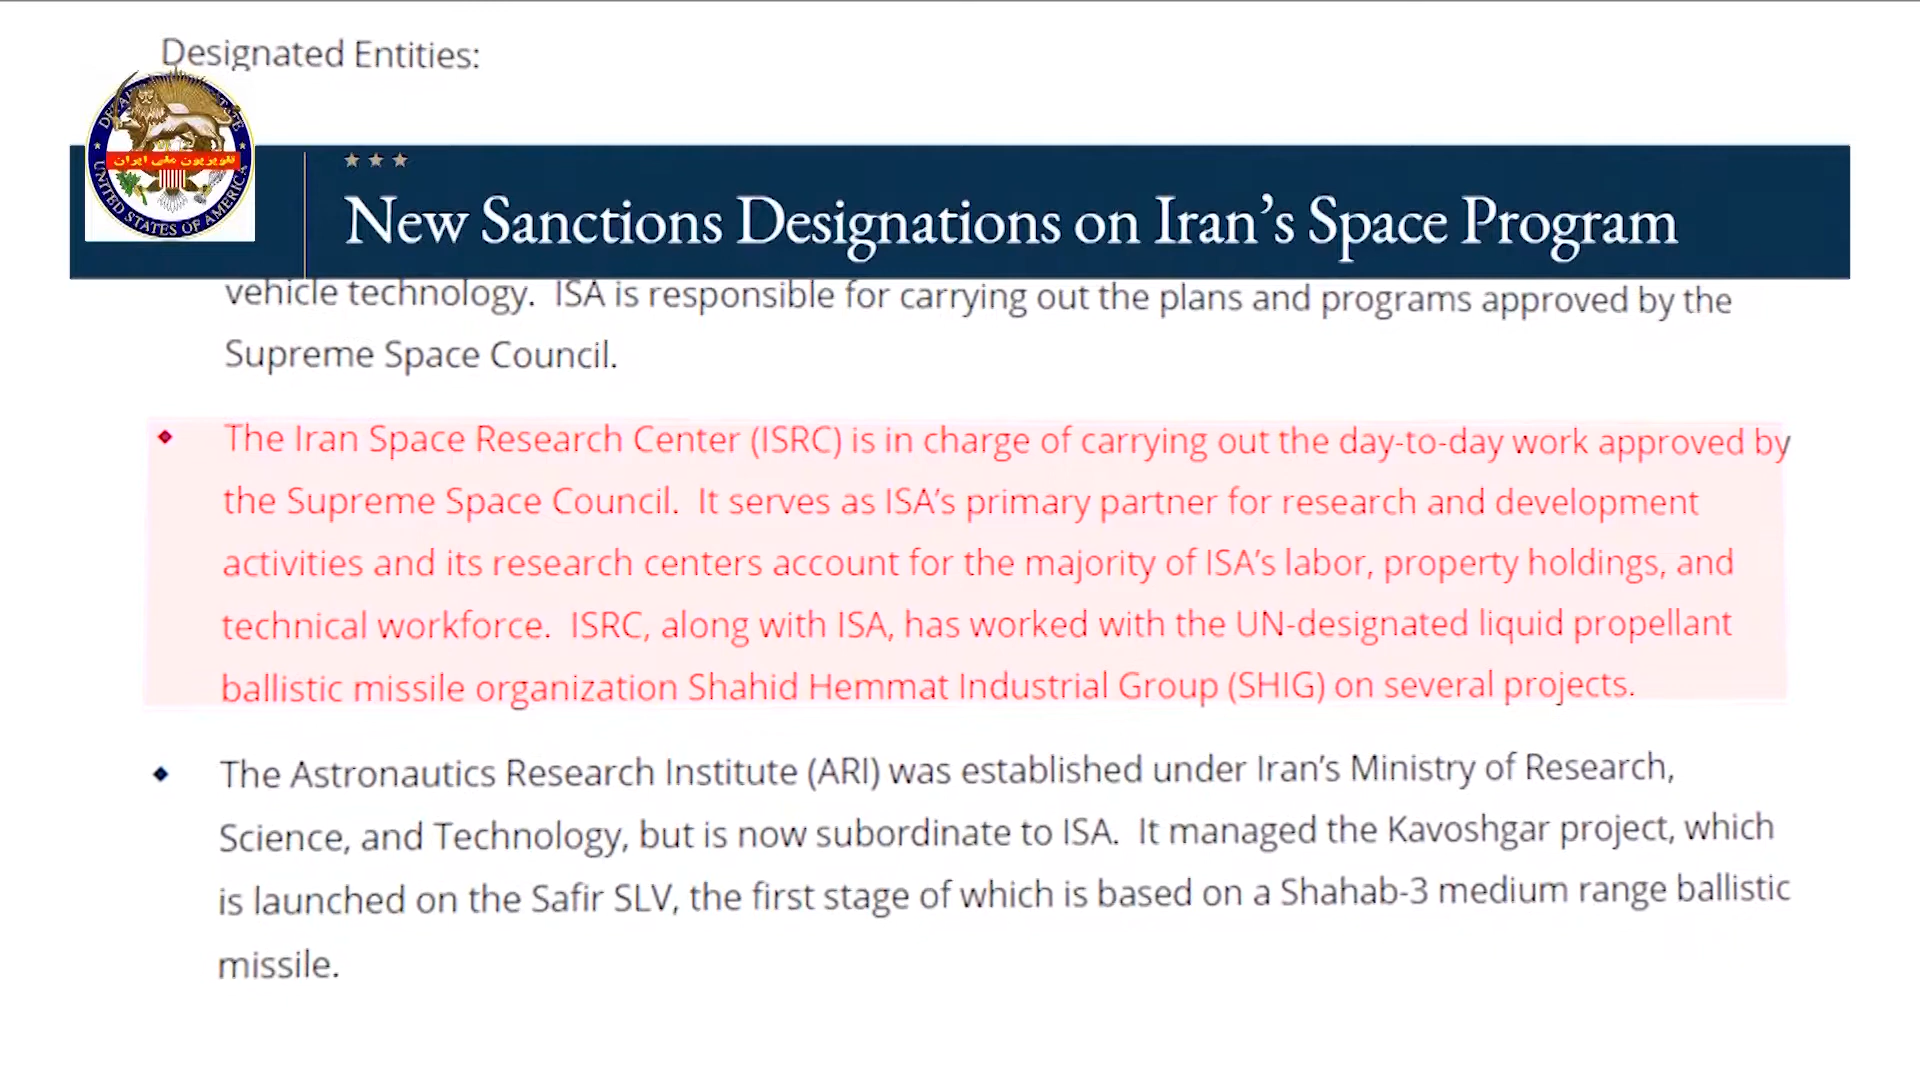 Designated Entities:
DE
TE
تلویزیون ملی ایران
UNITED STATES OF AMERICA
New Sanctions Designations on Iran’s Space Program
vehicle technology. ISA is responsible for carrying out the plans and programs approved by the
Supreme Space Council.
The Iran Space Research Center (ISRC) is in charge of carrying out the day-to-day work approved by
the Supreme Space Council. It serves as ISA’s primary partner for research and development
activities and its research centers account for the majority of ISA’s labor, property holdings, and
technical workforce. ISRC, along with ISA, has worked with the UN-designated liquid propellant
ballistic missile organization Shahid Hemmat Industrial Group (SHIG) on several projects.
The Astronautics Research Institute (ARI) was established under Iran’s Ministry of Research,
Science, and Technology, but is now subordinate to ISA. It managed the Kavoshgar project, which
is launched on the Safir SLV, the first stage of which is based on a Shahab-3 medium range ballistic
missile.